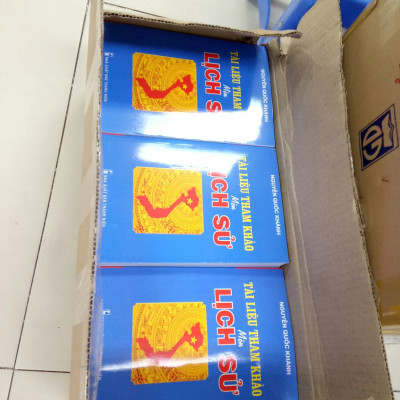 NGUYỄN QUỐC KHÁNH
TÀI LIỆU THAM KHẢO
Môn
LỊCH SỬ
NGUYỄN QUỐC KHÁNH
TÀI LIỆU THAM KHẢO
Môn
LỊCH SỬ
NGUYỄN QUỐC KHÁNH
TÀI LIỆU THAM KHẢO
Môn
LỊCH SỬ